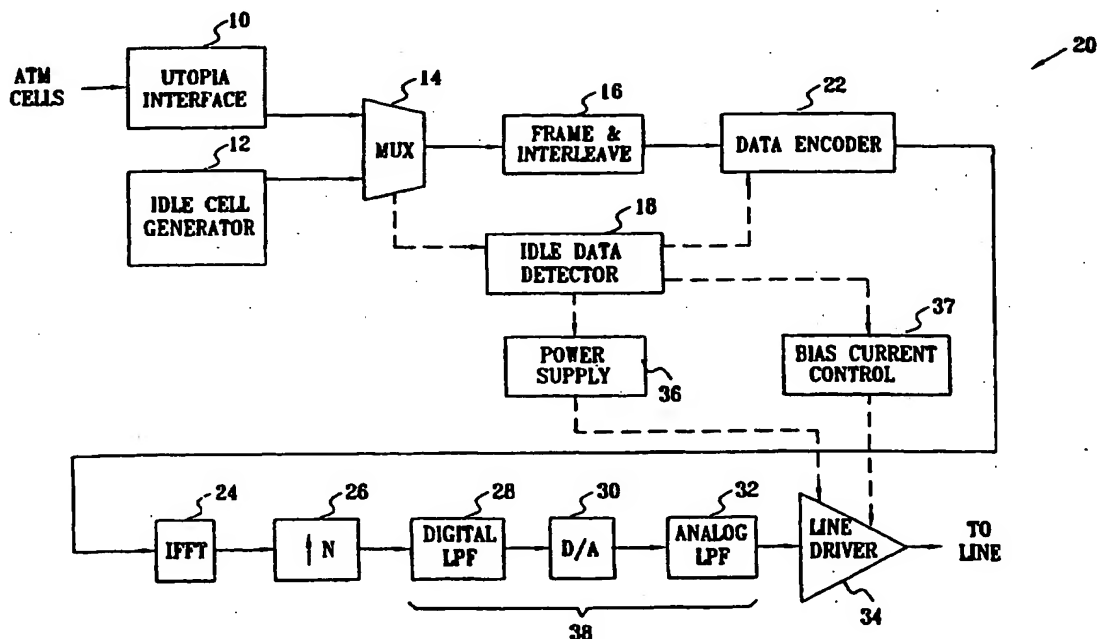 10
20
ATM
CELLS
UTOPIA
INTERFACE
14
16
22
12
MUX
FRAME &
INTERLEAVE
DATA ENCODER
IDLE CELL
GENERATOR
18
IDLE DATA
DETECTOR
37
POWER
SUPPLY
36
BIAS CURRENT
CONTROL
24
26
28
30
32
IFFT
↑ N
DIGITAL
LPF
D/A
ANALOG
LPF
LINE
DRIVER
TO
LINE
34
38